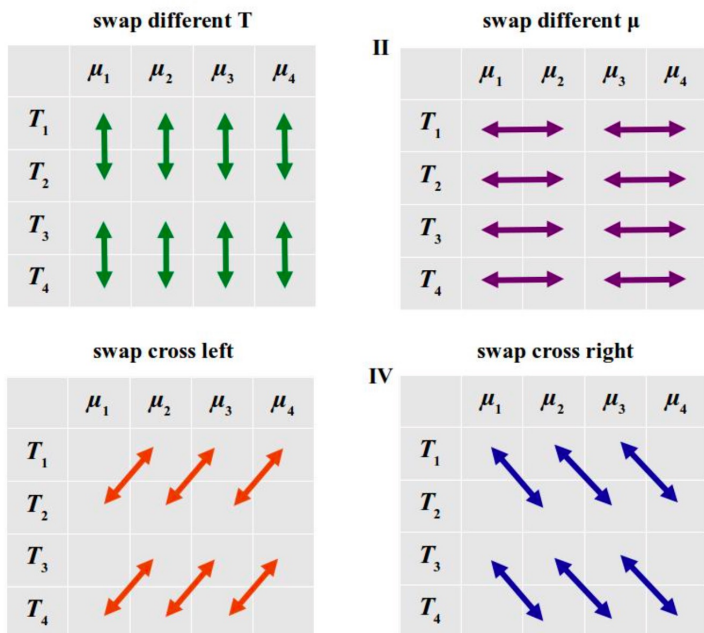 swap different T
μ1 μ2 μ3 μ4
T1
T2
T3
T4
II
swap different μ
μ1 μ2 μ3 μ4
T1
T2
T3
T4
swap cross left
μ1 μ2 μ3 μ4
T1
T2
T3
T4
IV
swap cross right
μ1 μ2 μ3 μ4
T1
T2
T3
T4